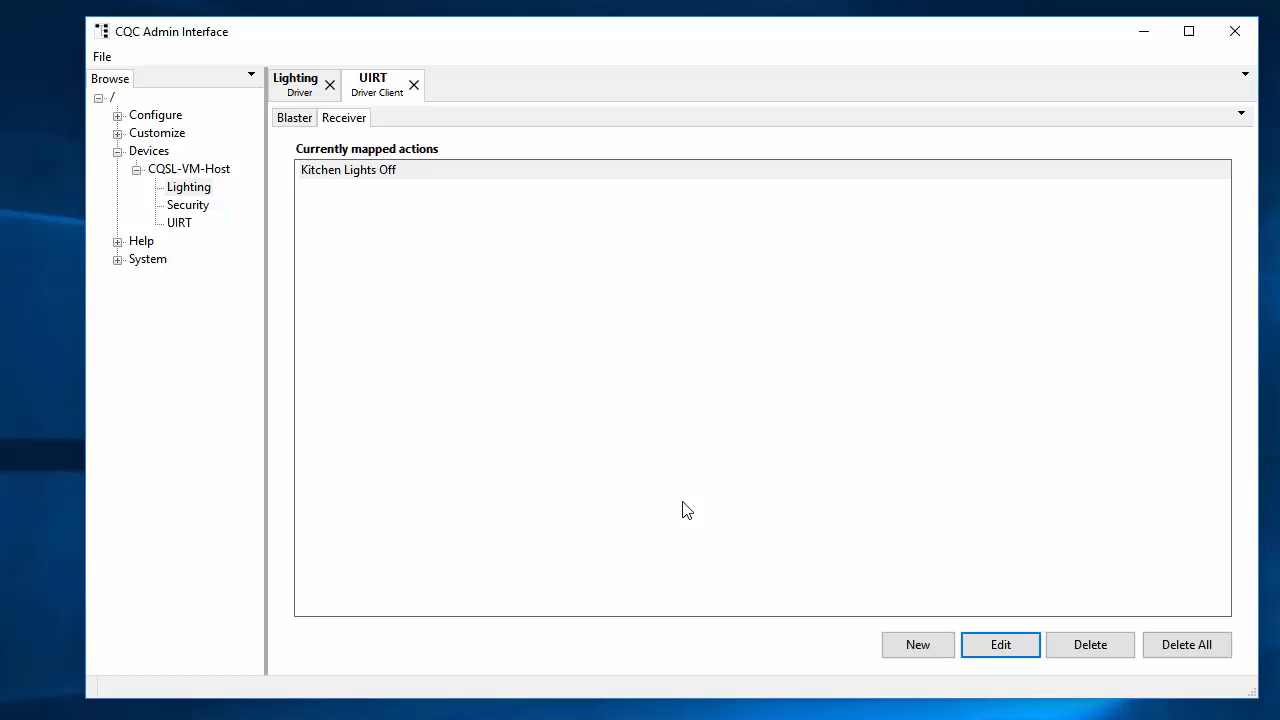 CQC Admin Interface
File
Browse
/
Configure
Customize
Devices
CQSL-VM-Host
Lighting
Security
UIRT
Help
System
Lighting
Driver
UIRT
Driver Client
Blaster
Receiver
Currently mapped actions
Kitchen Lights Off
New
Edit
Delete
Delete All